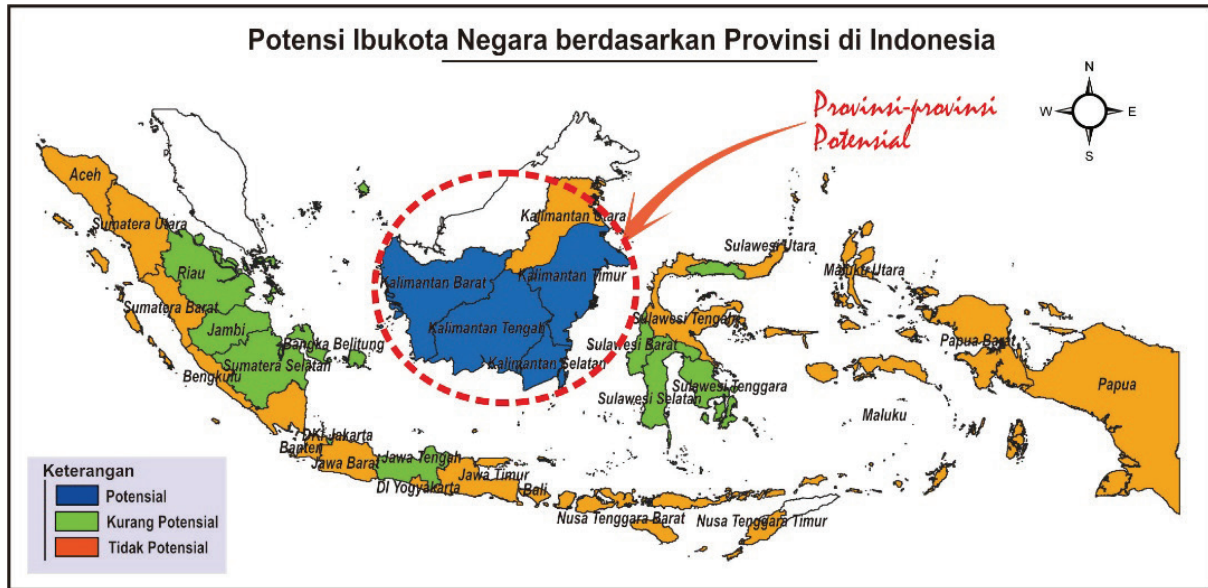 Potensi Ibukota Negara berdasarkan Provinsi di Indonesia
Provinsi-provinsi
Potensial
N
W
E
S
Aceh
Sumatera Utara
Riau
Sumatera Barat
Jambi
Bangka Belitung
Sumatera Selatan
Bengkulu
Kalimantan Utara
Kalimantan Barat
Kalimantan Timur
Kalimantan Tengah
Kalimantan Selatan
Sulawesi Utara
Sulawesi Tengah
Sulawesi Barat
Sulawesi Tenggara
Sulawesi Selatan
Maluku Utara
Papua Barat
Papua
Maluku
DKI Jakarta
Banten
Jawa Barat
Jawa Tengah
DI Yogyakarta
Jawa Timur
Bali
Nusa Tenggara Barat
Nusa Tenggara Timur
Keterangan
Potensial
Kurang Potensial
Tidak Potensial